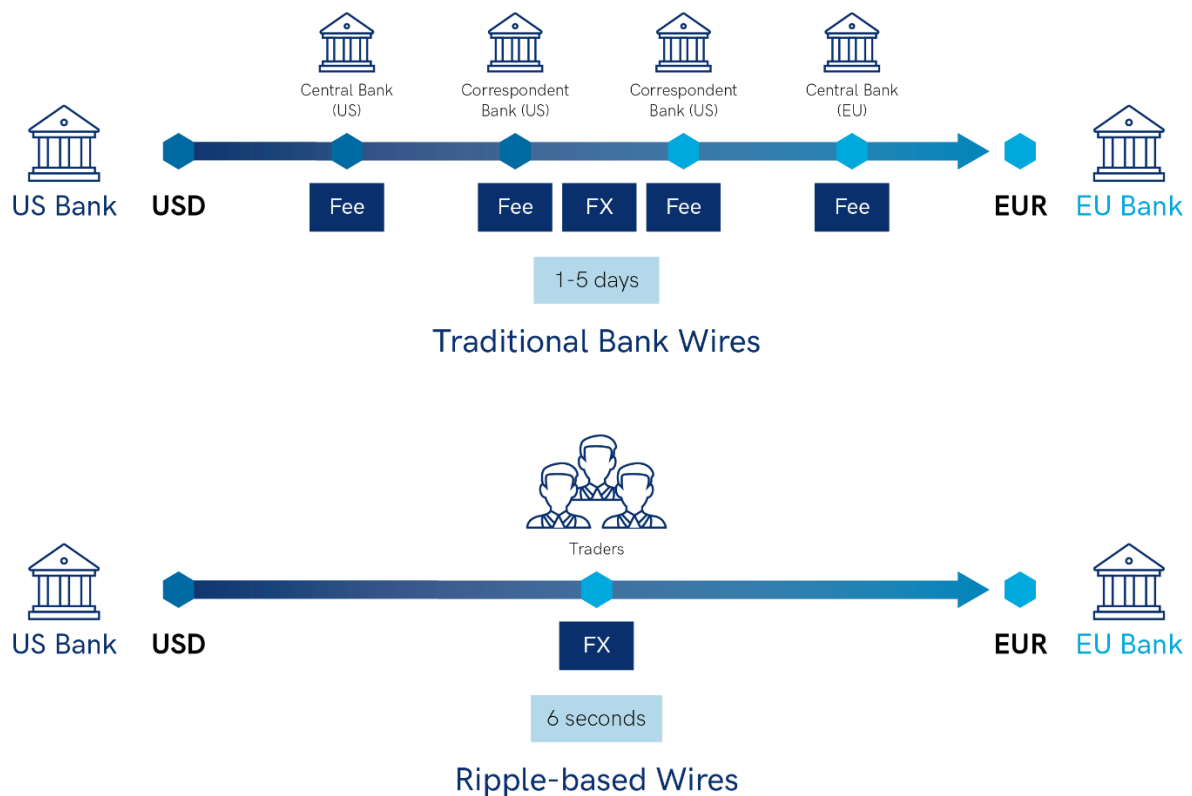 Central Bank
(US)
Correspondent
Bank (US)
Correspondent
Bank (US)
Central Bank
(EU)
US Bank
USD
Fee
Fee
FX
Fee
Fee
EUR
EU Bank
1-5 days
Traditional Bank Wires
Traders
US Bank
USD
FX
EUR
EU Bank
6 seconds
Ripple-based Wires